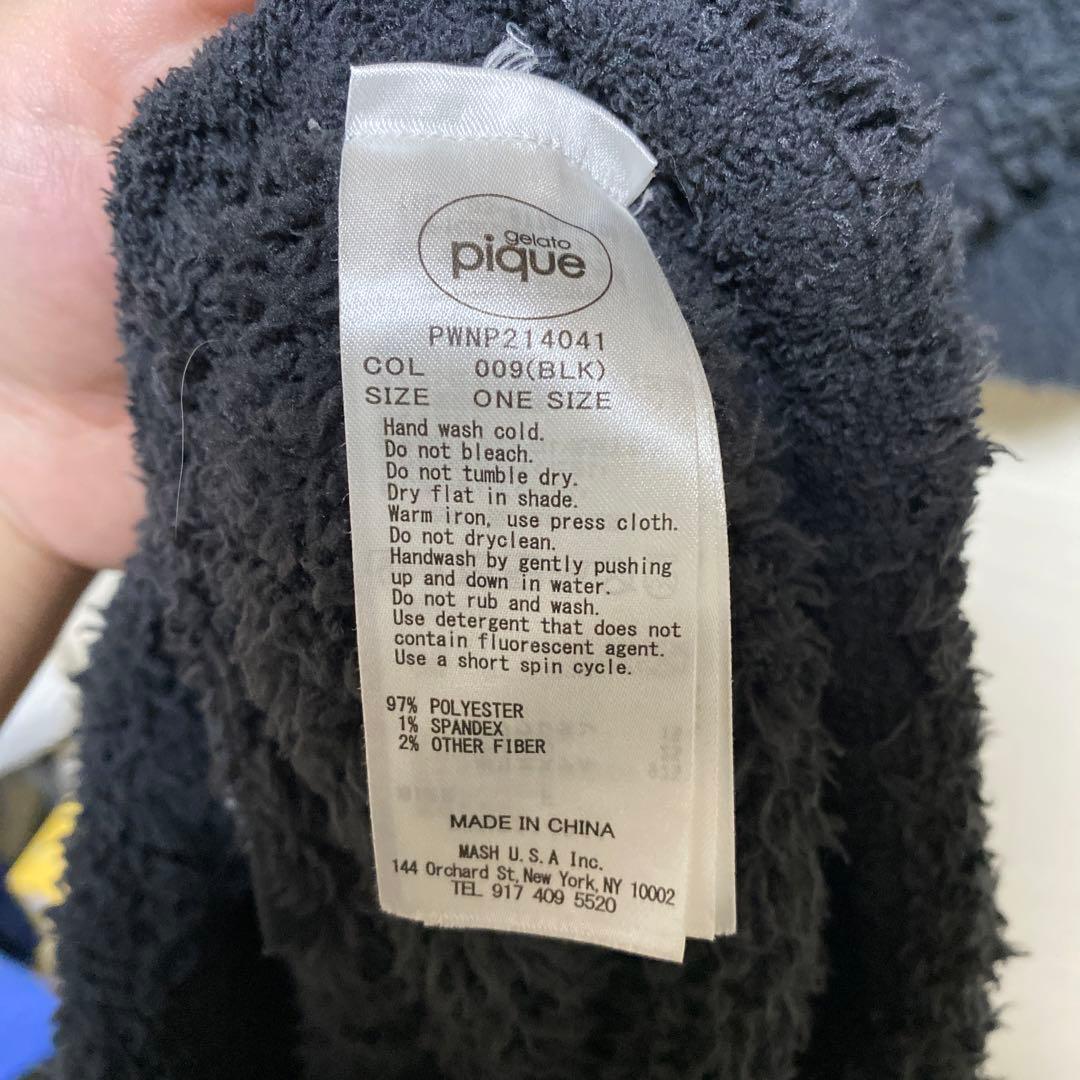 gelato
pique
PWNP214041
COL 009(BLK)
SIZE ONE SIZE
Hand wash cold.
Do not bleach.
Do not tumble dry.
Dry flat in shade.
Warm iron, use press cloth.
Do not dryclean.
Handwash by gently pushing
up and down in water.
Do not rub and wash.
Use detergent that does not
contain fluorescent agent.
Use a short spin cycle.
97% POLYESTER
1% SPANDEX
2% OTHER FIBER
MADE IN CHINA
MASH U.S.A Inc.
144 Orchard St, New York, NY 10002
TEL 917 409 5520